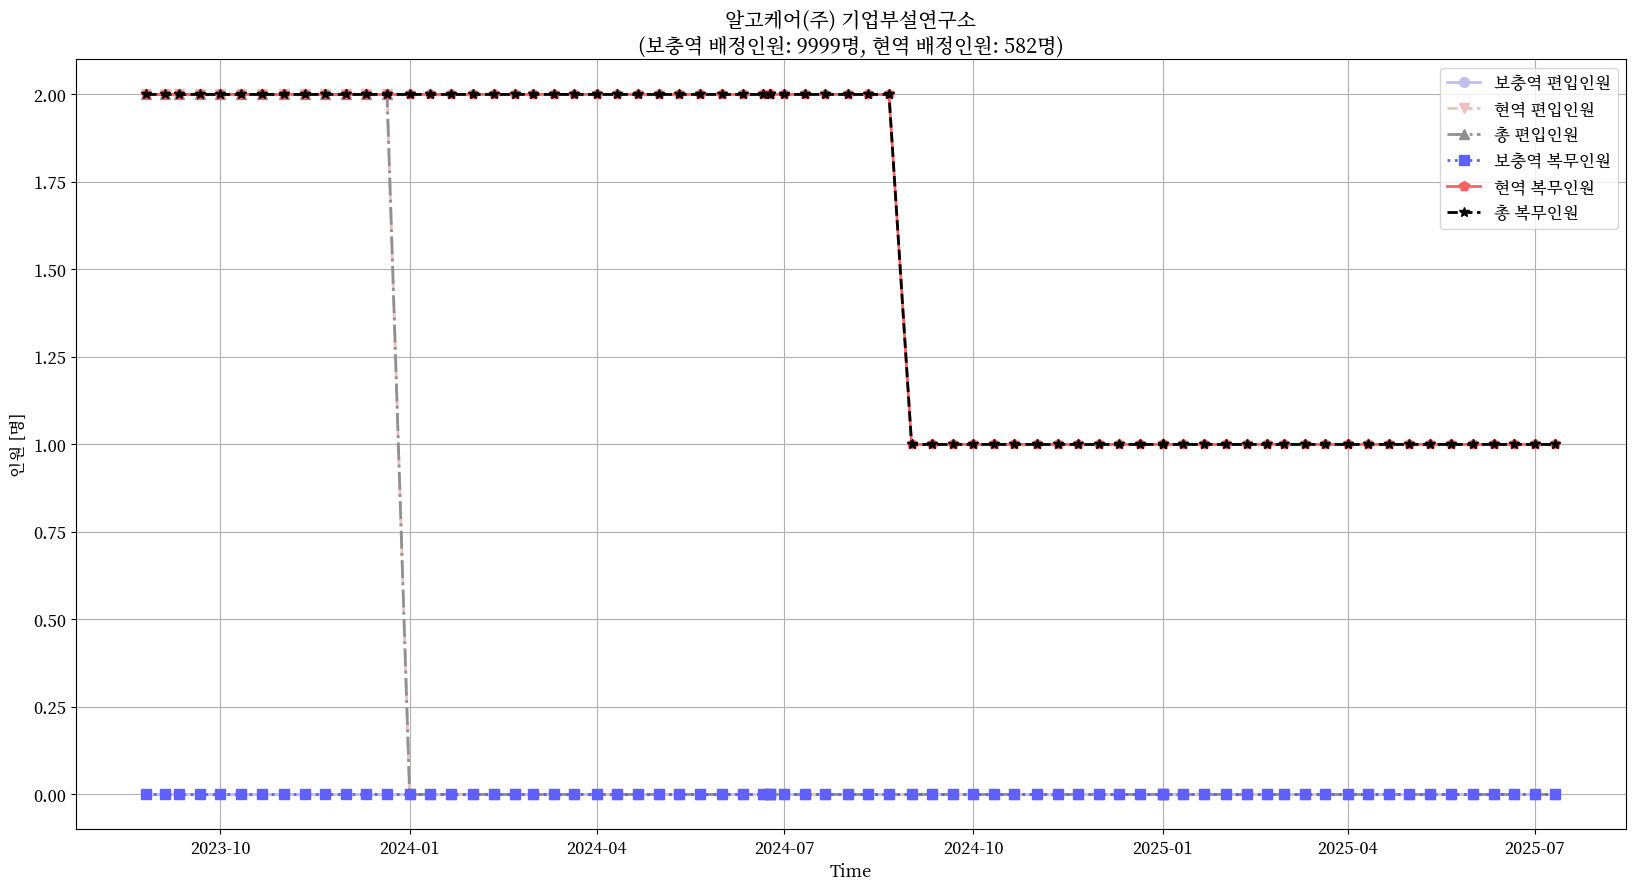 알고케어(주) 기업부설연구소
(보충역 배정인원: 9999명, 현역 배정인원: 582명)
보충역 편입인원
현역 편입인원
총 편입인원
보충역 복무인원
현역 복무인원
총 복무인원
인원 [명]
2.00
1.75
1.50
1.25
1.00
0.75
0.50
0.25
0.00
2023-10 2024-01 2024-04 2024-07 2024-10 2025-01 2025-04 2025-07
Time